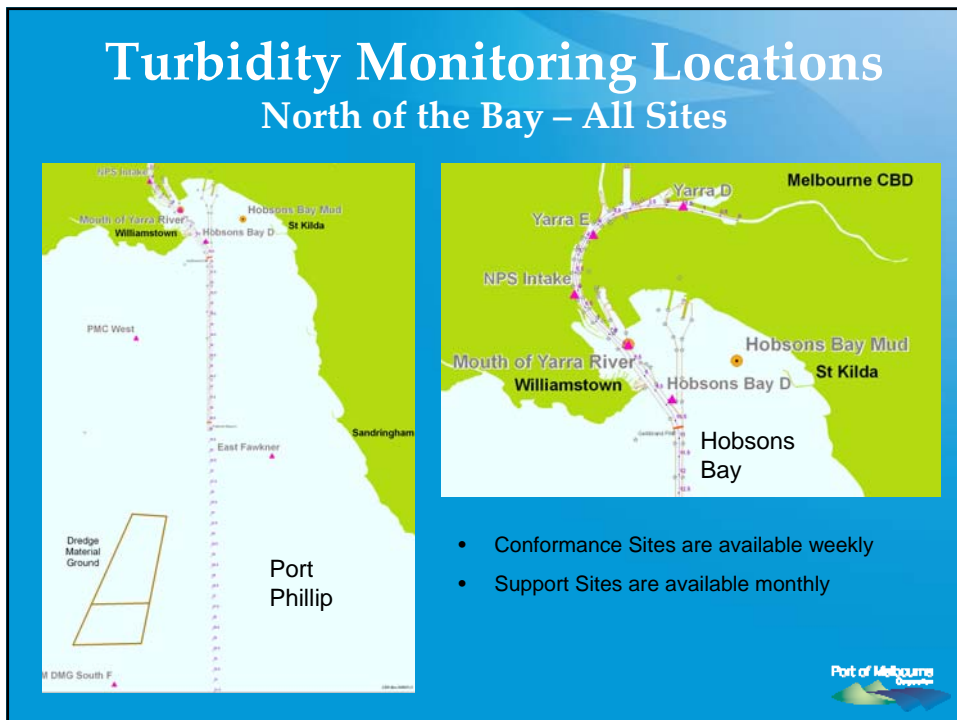 Turbidity Monitoring Locations
North of the Bay – All Sites
NPS Intake
Mouth of Yarra River
Hobsons Bay Mud
Williamstown
Hobsons Bay D
St Kilda
PMC West
Sandringham
East Fawkner
Dredge
Material
Ground
Port
Phillip
M DMG South F
Melbourne CBD
Yarra D
Yarra E
NPS Intake
Hobsons Bay Mud
Mouth of Yarra River
St Kilda
Williamstown
Hobsons Bay D
Hobsons
Bay
• Conformance Sites are available weekly
• Support Sites are available monthly
Port of Melbourne
Corporation